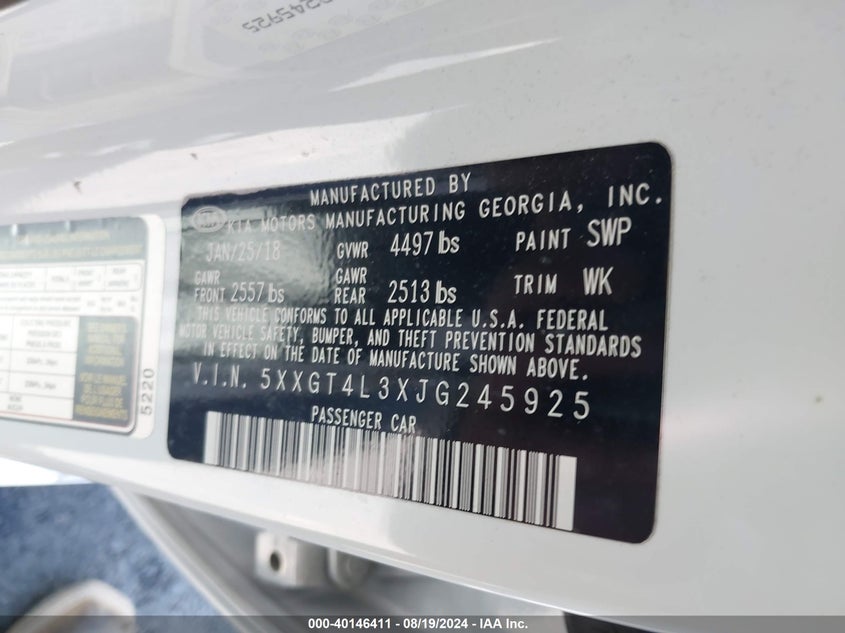 245925
MANUFACTURED BY
KIA MOTORS MANUFACTURING GEORGIA, INC.
JAN/25/18 GVWR 4497 lbs PAINT SWP
GAWR FRONT 2557 lbs GAWR REAR 2513 lbs TRIM WK
THIS VEHICLE CONFORMS TO ALL APPLICABLE U.S.A. FEDERAL
MOTOR VEHICLE SAFETY, BUMPER, AND THEFT PREVENTION STANDARDS
IN EFFECT ON THE DATE OF MANUFACTURE SHOWN ABOVE.
V.I.N. 5XXGT4L3XJG245925
PASSENGER CAR
5220
000-40146411 - 08/19/2024 - IAA Inc.